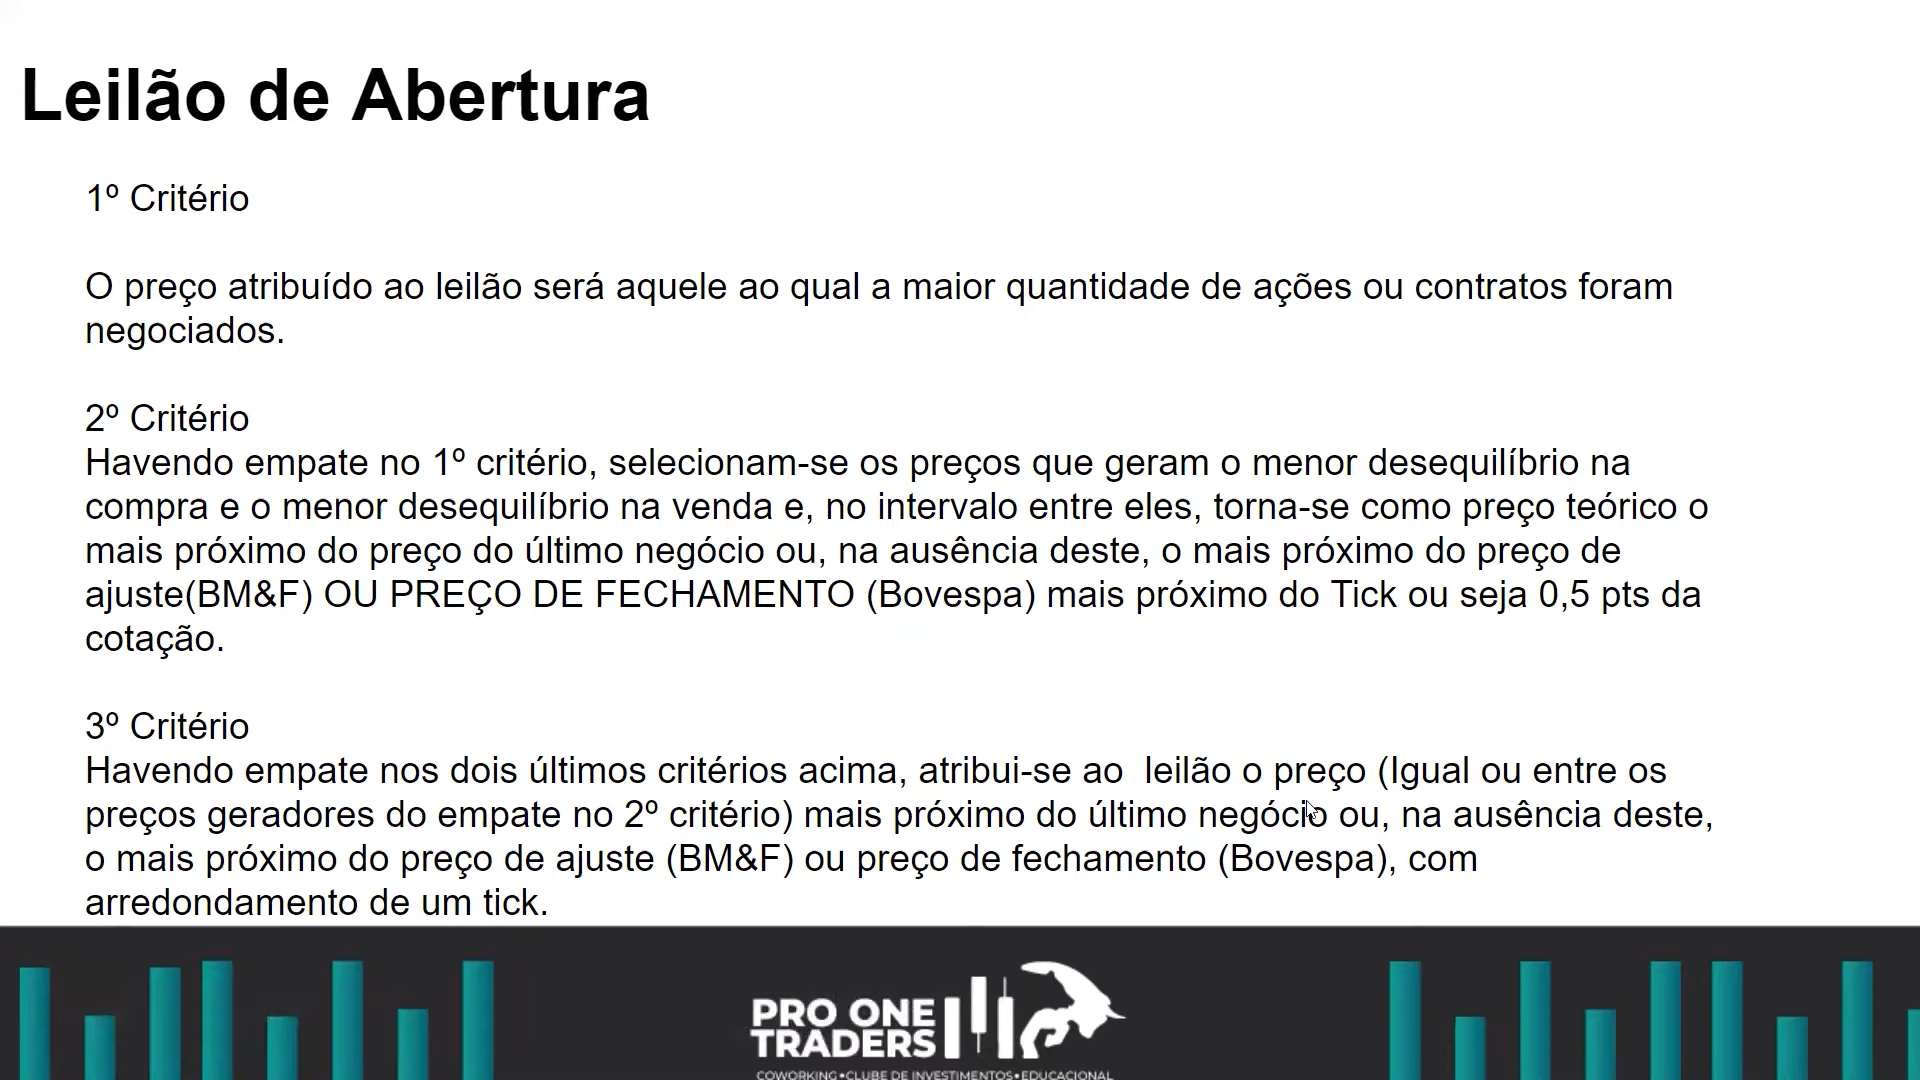 Leilão de Abertura
1º Critério
O preço atribuído ao leilão será aquele ao qual a maior quantidade de ações ou contratos foram
negociados.
2º Critério
Havendo empate no 1º critério, selecionam-se os preços que geram o menor desequilíbrio na
compra e o menor desequilíbrio na venda e, no intervalo entre eles, torna-se como preço teórico o
mais próximo do preço do último negócio ou, na ausência deste, o mais próximo do preço de
ajuste(BM&F) OU PREÇO DE FECHAMENTO (Bovespa) mais próximo do Tick ou seja 0,5 pts da
cotação.
3º Critério
Havendo empate nos dois últimos critérios acima, atribui-se ao  leilão o preço (Igual ou entre os
preços geradores do empate no 2º critério) mais próximo do último negócio ou, na ausência deste,
o mais próximo do preço de ajuste (BM&F) ou preço de fechamento (Bovespa), com
arredondamento de um tick.
PRO ONE
TRADERS
COWORKING•CLUBE DE INVESTIMENTOS•EDUCACIONAL